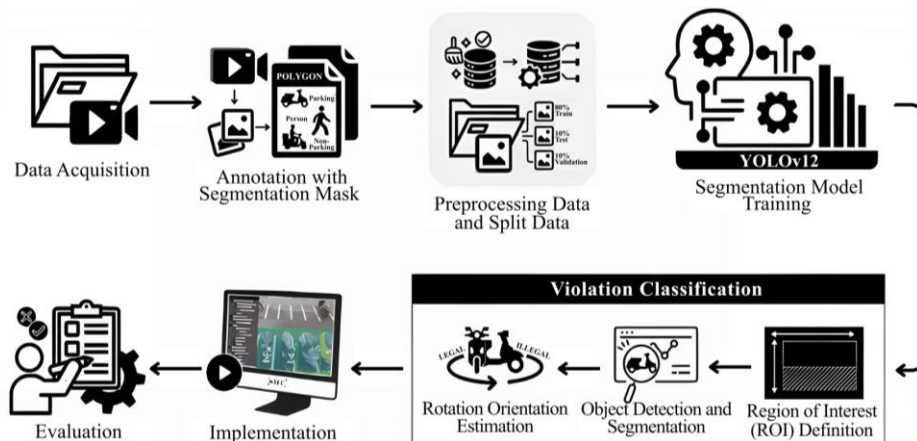 POLYGON
Parking
Person
Non-
Parking
80%
Train
10%
Test
10%
Validation
YOLOv12
Data Acquisition
Annotation with
Segmentation Mask
Preprocessing Data
and Split Data
Segmentation Model
Training
Violation Classification
LEGAL
ILLEGAL
Evaluation
Implementation
Rotation Orientation
Estimation
Object Detection and
Segmentation
Region of Interest
(ROI) Definition